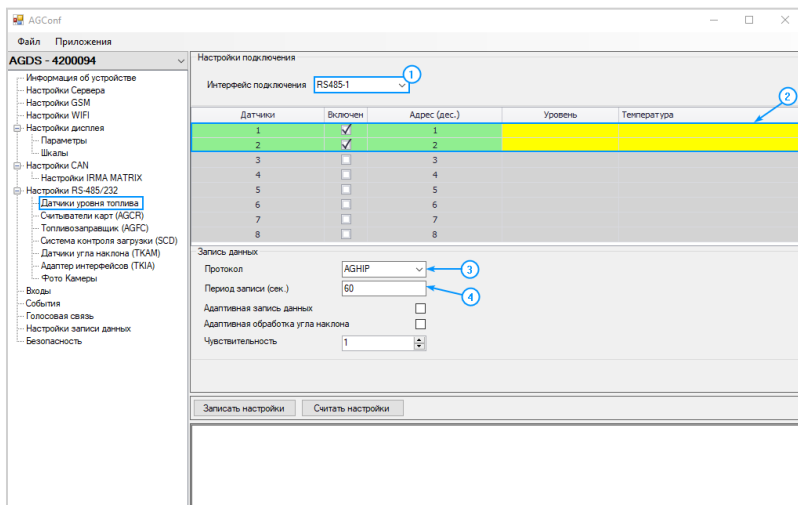 AGConf
Файл Приложения
AGDS - 4200094
Информация об устройстве
Настройки Сервера
Настройки GSM
Настройки WIFI
Настройки дисплея
Параметры
Шкалы
Настройки CAN
Настройки IRMA MATRIX
Настройки RS-485/232
Датчики уровня топлива
Считыватели карт (AGCR)
Топливозаправщик (AGFC)
Система контроля загрузки (SCD)
Датчики угла наклона (TKAM)
Адаптер интерфейсов (TKIA)
Фото Камеры
Входы
События
Голосовая связь
Настройки записи данных
Безопасность
Настройки подключения
1
Интерфейс подключения RS485-1
2
Датчики Включен Адрес (дес.) Уровень Температура
1 1
2 2
3 3
4 4
5 5
6 6
7 7
8 8
Запись данных
Протокол AGHIP 3
Период записи (сек.) 60 4
Адаптивная запись данных
Адаптивная обработка угла наклона
Чувствительность 1
Записать настройки Считать настройки